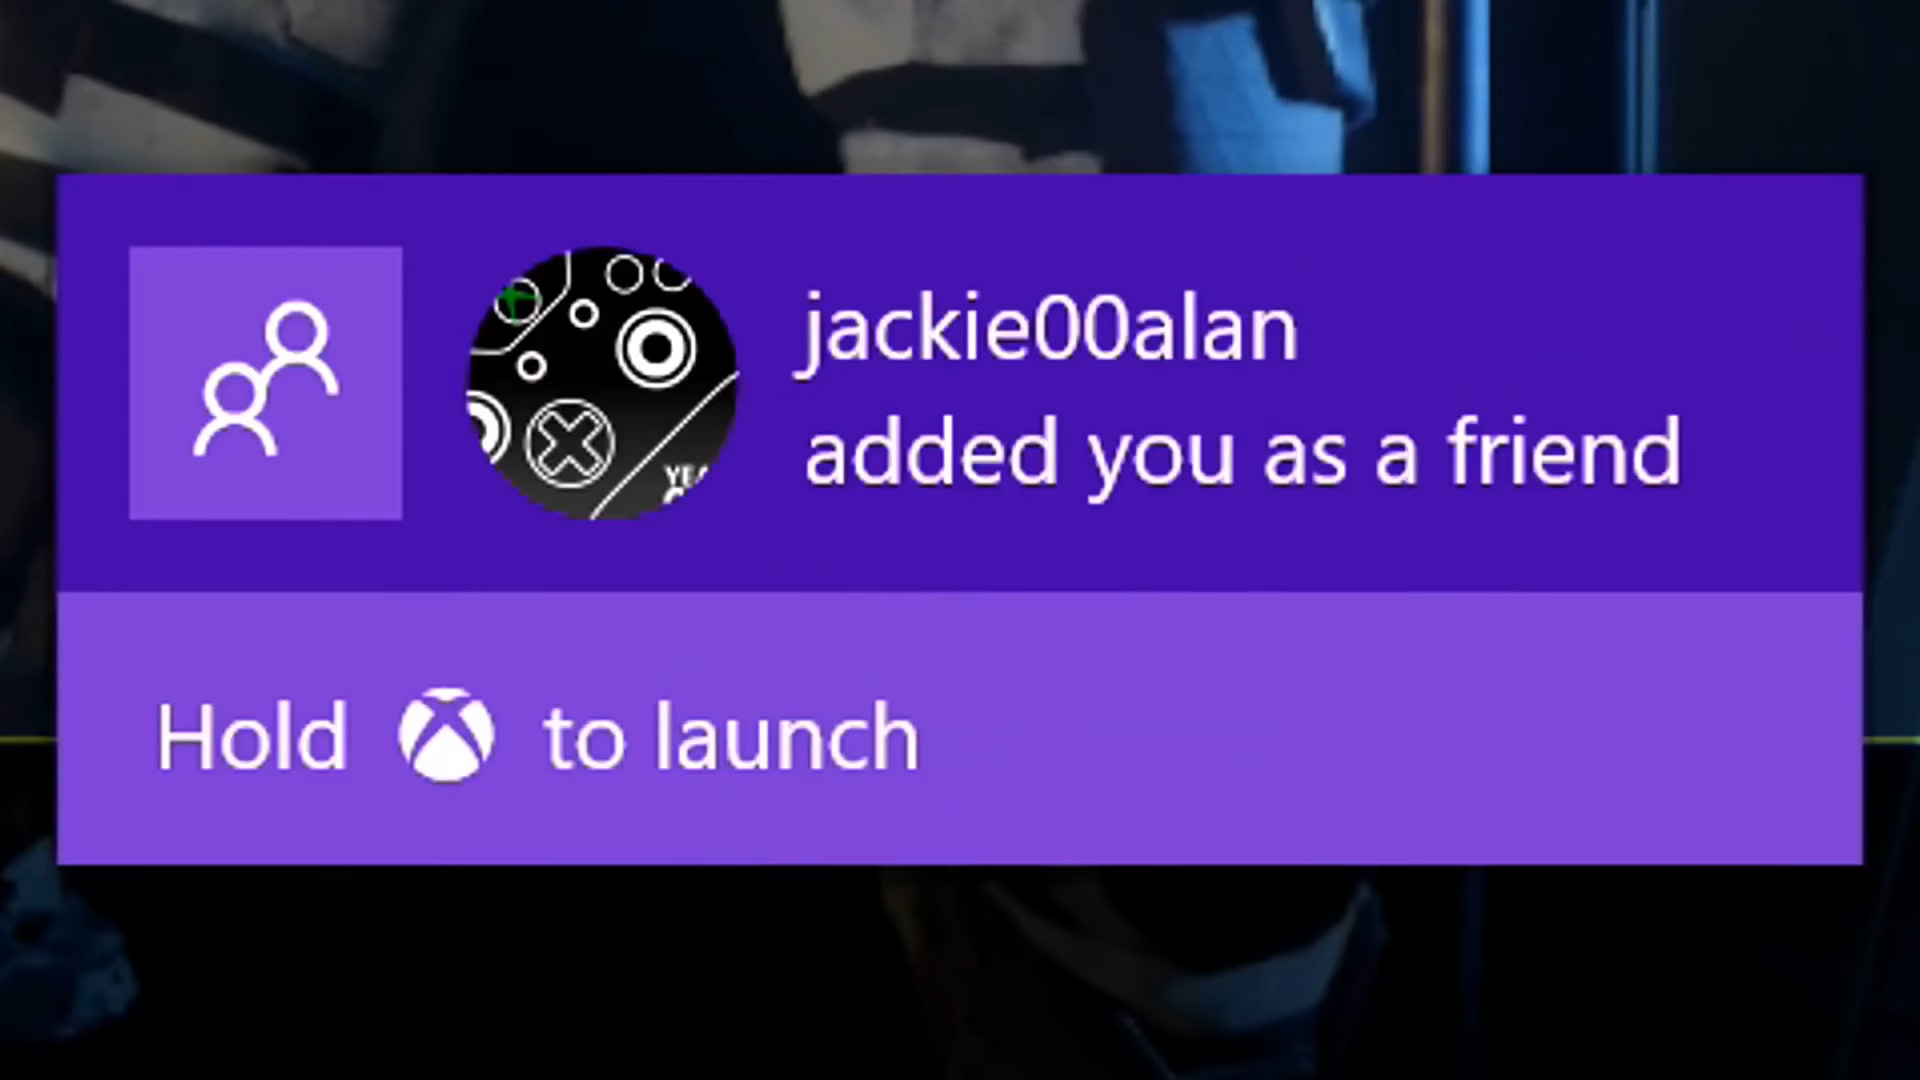 jackie00alan
added you as a friend
Hold to launch